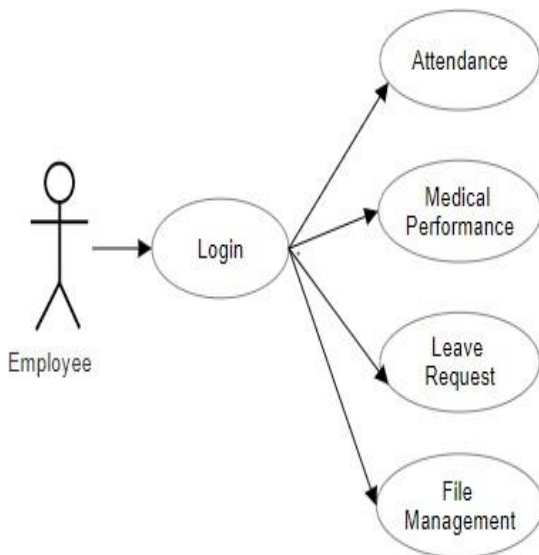 Attendance
Medical
Performance
Login
Employee
Leave
Request
File
Management